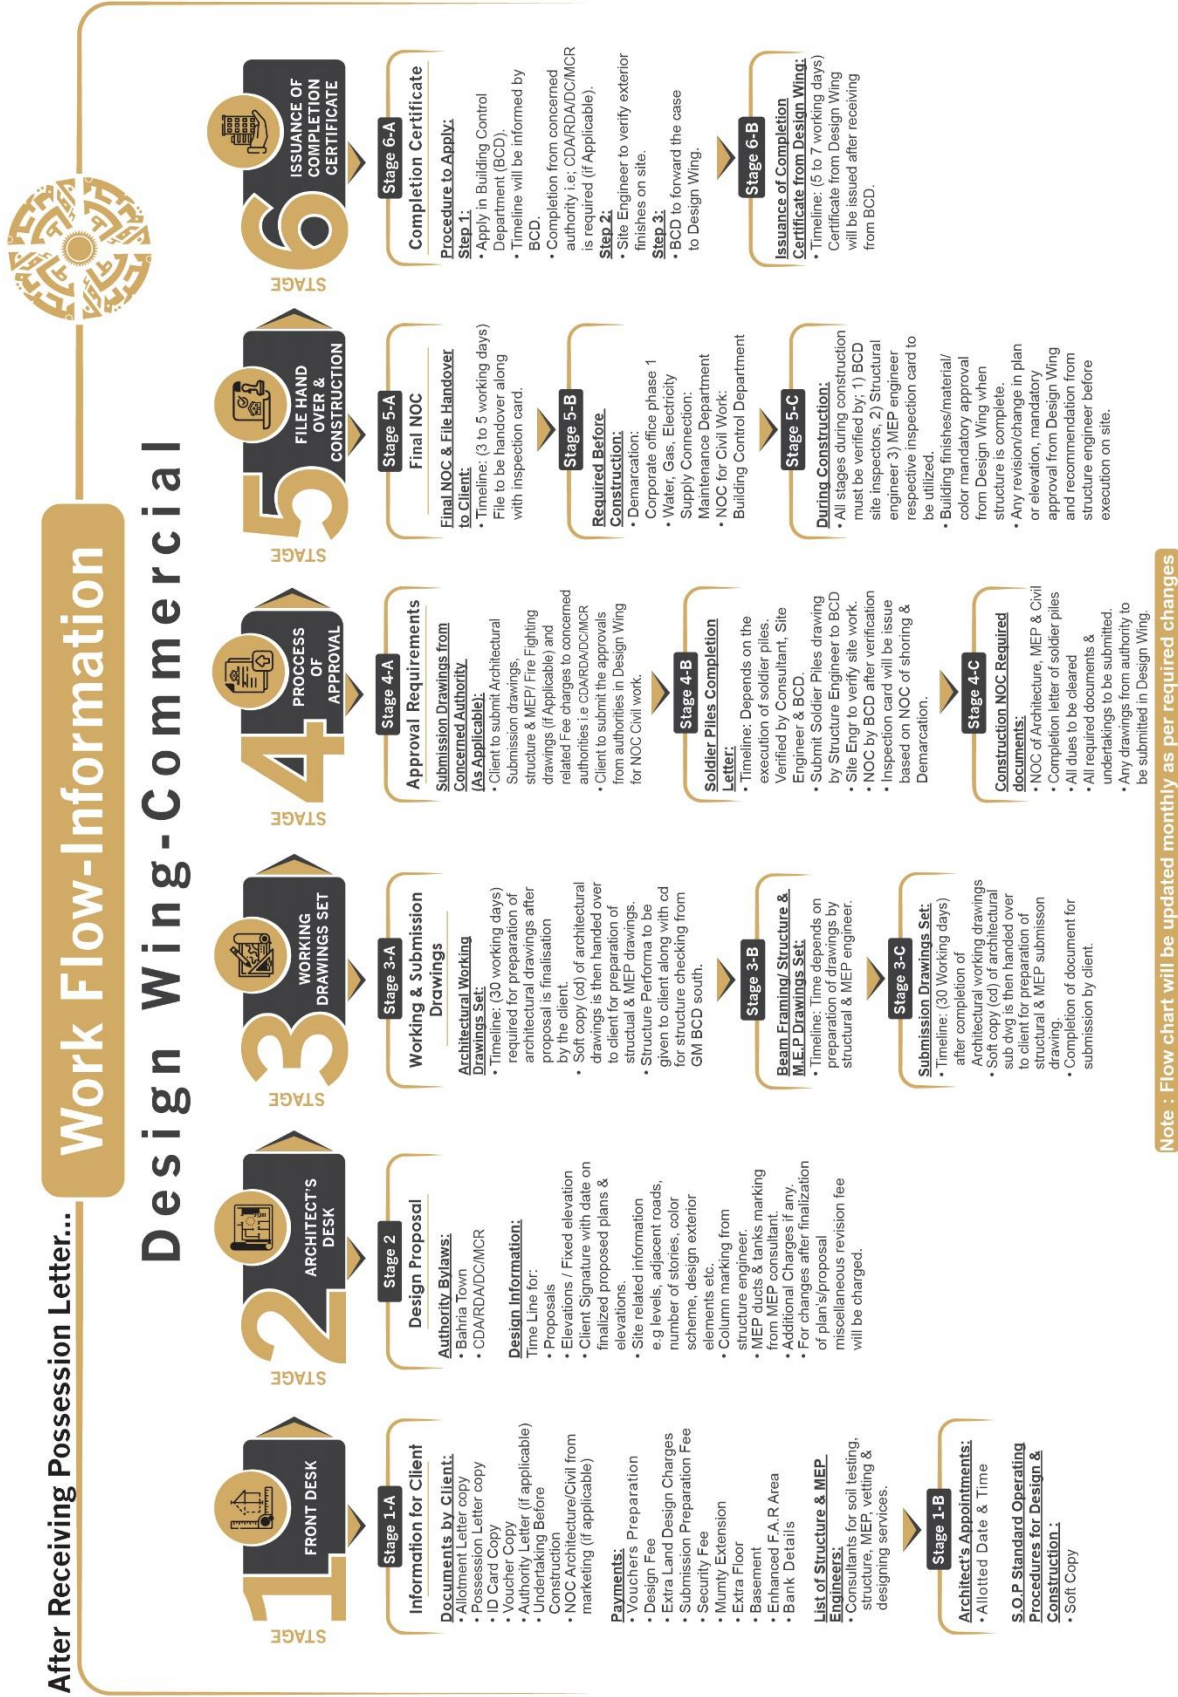 After Receiving Possession Letter...
Work Flow-Information
Design Wing-Commercial
STAGE
1
FRONT DESK
Stage 1-A
Information for Client
Documents by Client:
• Allotment Letter copy
• Possession Letter copy
• ID Card Copy
• Voucher Copy
• Authority Letter (if applicable)
• Undertaking Before
Construction
• NOC Architecture/Civil from
marketing (if applicable)
Payments:
• Vouchers Preparation
• Design Fee
• Extra Land Design Charges
• Submission Preparation Fee
• Security Fee
• Mumty Extension
• Extra Floor
• Basement
• Enhanced F.A.R Area
• Bank Details
List of Structure & MEP
Engineers:
• Consultants for soil testing,
structure, MEP, vetting &
designing services.
Stage 1-B
Architect's Appointments:
• Allotted Date & Time
S.O.P Standard Operating
Procedures for Design &
Construction :
• Soft Copy
STAGE
2
ARCHITECT'S
DESK
Stage 2
Design Proposal
Authority Bylaws:
• Bahria Town
• CDA/RDA/DC/MCR
Design Information:
Time Line for:
• Proposals
• Elevations / Fixed elevation
• Client Signature with date on
finalized proposed plans &
elevations.
• Site related information
e.g levels, adjacent roads,
number of stories, color
scheme, design exterior
elements etc.
• Column marking from
structure engineer.
• MEP ducts & tanks marking
from MEP consultant.
• Additional Charges if any.
• For changes after finalization
of plan's/proposal
miscellaneous revision fee
will be charged.
STAGE
3
WORKING
DRAWINGS SET
Stage 3-A
Working & Submission
Drawings
Architectural Working
Drawings Set:
• Timeline: (30 working days)
required for preparation of
architectural drawings after
proposal is finalisation
by the client.
• Soft copy (cd) of architectural
drawings is then handed over
to client for preparation of
structual & MEP drawings.
• Structure Performa to be
given to client along with cd
for structure checking from
GM BCD south.
Stage 3-B
Beam Framing/ Structure &
M.E.P Drawings Set:
• Timeline: Time depends on
preparation of drawings by
structural & MEP engineer.
Stage 3-C
Submission Drawings Set:
• Timeline: (30 Working days)
after completion of
Architectural working drawings
• Soft copy (cd) of architectural
sub dwg is then handed over
to client for preparation of
structural & MEP submisson
drawing.
• Completion of document for
submission by client.
STAGE
4
PROCCESS
OF
APPROVAL
Stage 4-A
Approval Requirements
Submission Drawings from
Concerned Authority
(As Applicable):
• Client to submit Architectural
Submission drawings,
structure & MEP/ Fire Fighting
drawings (if Applicable) and
related Fee charges to concerned
authorities i.e CDA/RDA/DC/MCR
• Client to submit the approvals
from authorities in Design Wing
for NOC Civil work.
Stage 4-B
Soldier Piles Completion
Letter:
• Timeline: Depends on the
execution of soldier piles.
Verified by Consultant, Site
Engineer & BCD.
• Submit Soldier Piles drawing
by Structure Engineer to BCD
• Site Engr to verify site work.
• NOC by BCD after verification
• Inspection card will be issue
based on NOC of shoring &
Demarcation.
Stage 4-C
Construction NOC Required
documents:
• NOC of Architecture, MEP & Civil
• Completion letter of soldier piles
• All dues to be cleared
• All required documents &
undertakings to be submitted.
• Any drawings from authority to
be submitted in Design Wing.
STAGE
5
FILE HAND
OVER &
CONSTRUCTION
Stage 5-A
Final NOC
Final NOC & File Handover
to Client:
• Timeline: (3 to 5 working days)
File to be handover along
with inspection card.
Stage 5-B
Required Before
Construction:
• Demarcation:
Corporate office phase 1
• Water, Gas, Electricity
Supply Connection:
Maintenance Department
• NOC for Civil Work:
Building Control Department
Stage 5-C
During Construction:
• All stages during construction
must be verified by; 1) BCD
site inspectors, 2) Structural
engineer 3) MEP engineer
respective inspection card to
be utilized.
• Building finishes/material/
color mandatory approval
from Design Wing when
structure is complete.
• Any revision/change in plan
or elevation, mandatory
approval from Design Wing
and recommendation from
structure engineer before
execution on site.
STAGE
6
ISSUANCE OF
COMPLETION
CERTIFICATE
Stage 6-A
Completion Certificate
Procedure to Apply:
Step 1:
• Apply in Building Control
Department (BCD).
• Timeline will be informed by
BCD.
• Completion from concerned
authority i.e; CDA/RDA/DC/MCR
is required (if Applicable).
Step 2:
• Site Engineer to verify exterior
finishes on site.
Step 3:
• BCD to forward the case
to Design Wing.
Stage 6-B
Issuance of Completion
Certificate from Design Wing:
• Timeline: (5 to 7 working days)
Certificate from Design Wing
will be issued after receiving
from BCD.
Note : Flow chart will be updated monthly as per required changes